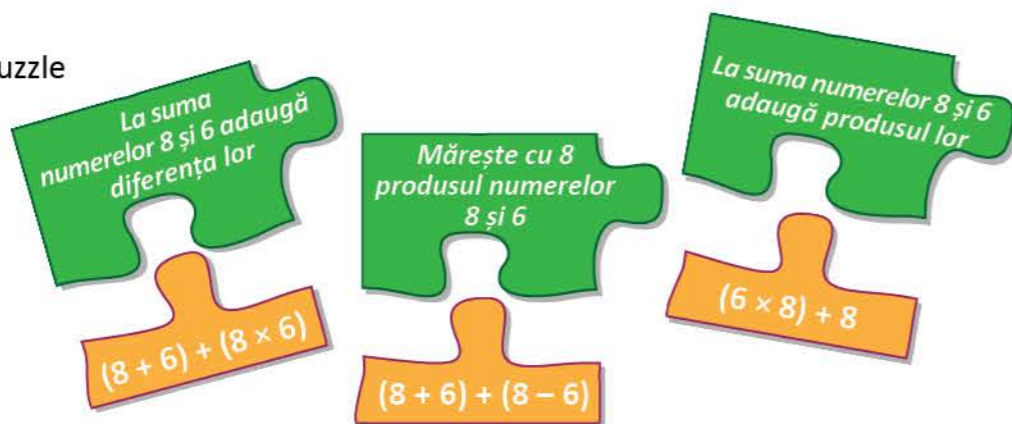 uzzle
La suma
numerelor 8 și 6 adaugă
diferența lor
Mărește cu 8
produsul numerelor
8 și 6
La suma numerelor 8 și 6
adaugă produsul lor
(8 + 6) + (8 × 6)
(8 + 6) + (8 – 6)
(6 × 8) + 8